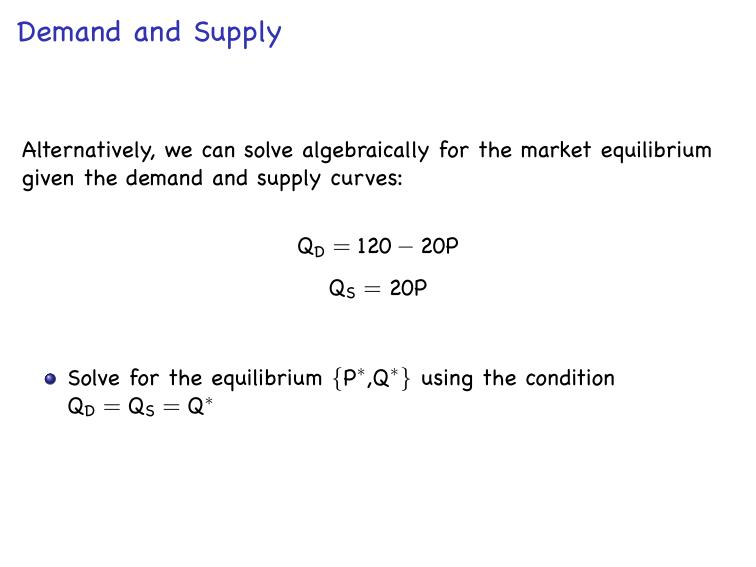 Demand and Supply
Alternatively, we can solve algebraically for the market equilibrium
given the demand and supply curves:
Q_D = 120 − 20P
Q_S = 20P
Solve for the equilibrium {P*,Q*} using the condition
Q_D = Q_S = Q*